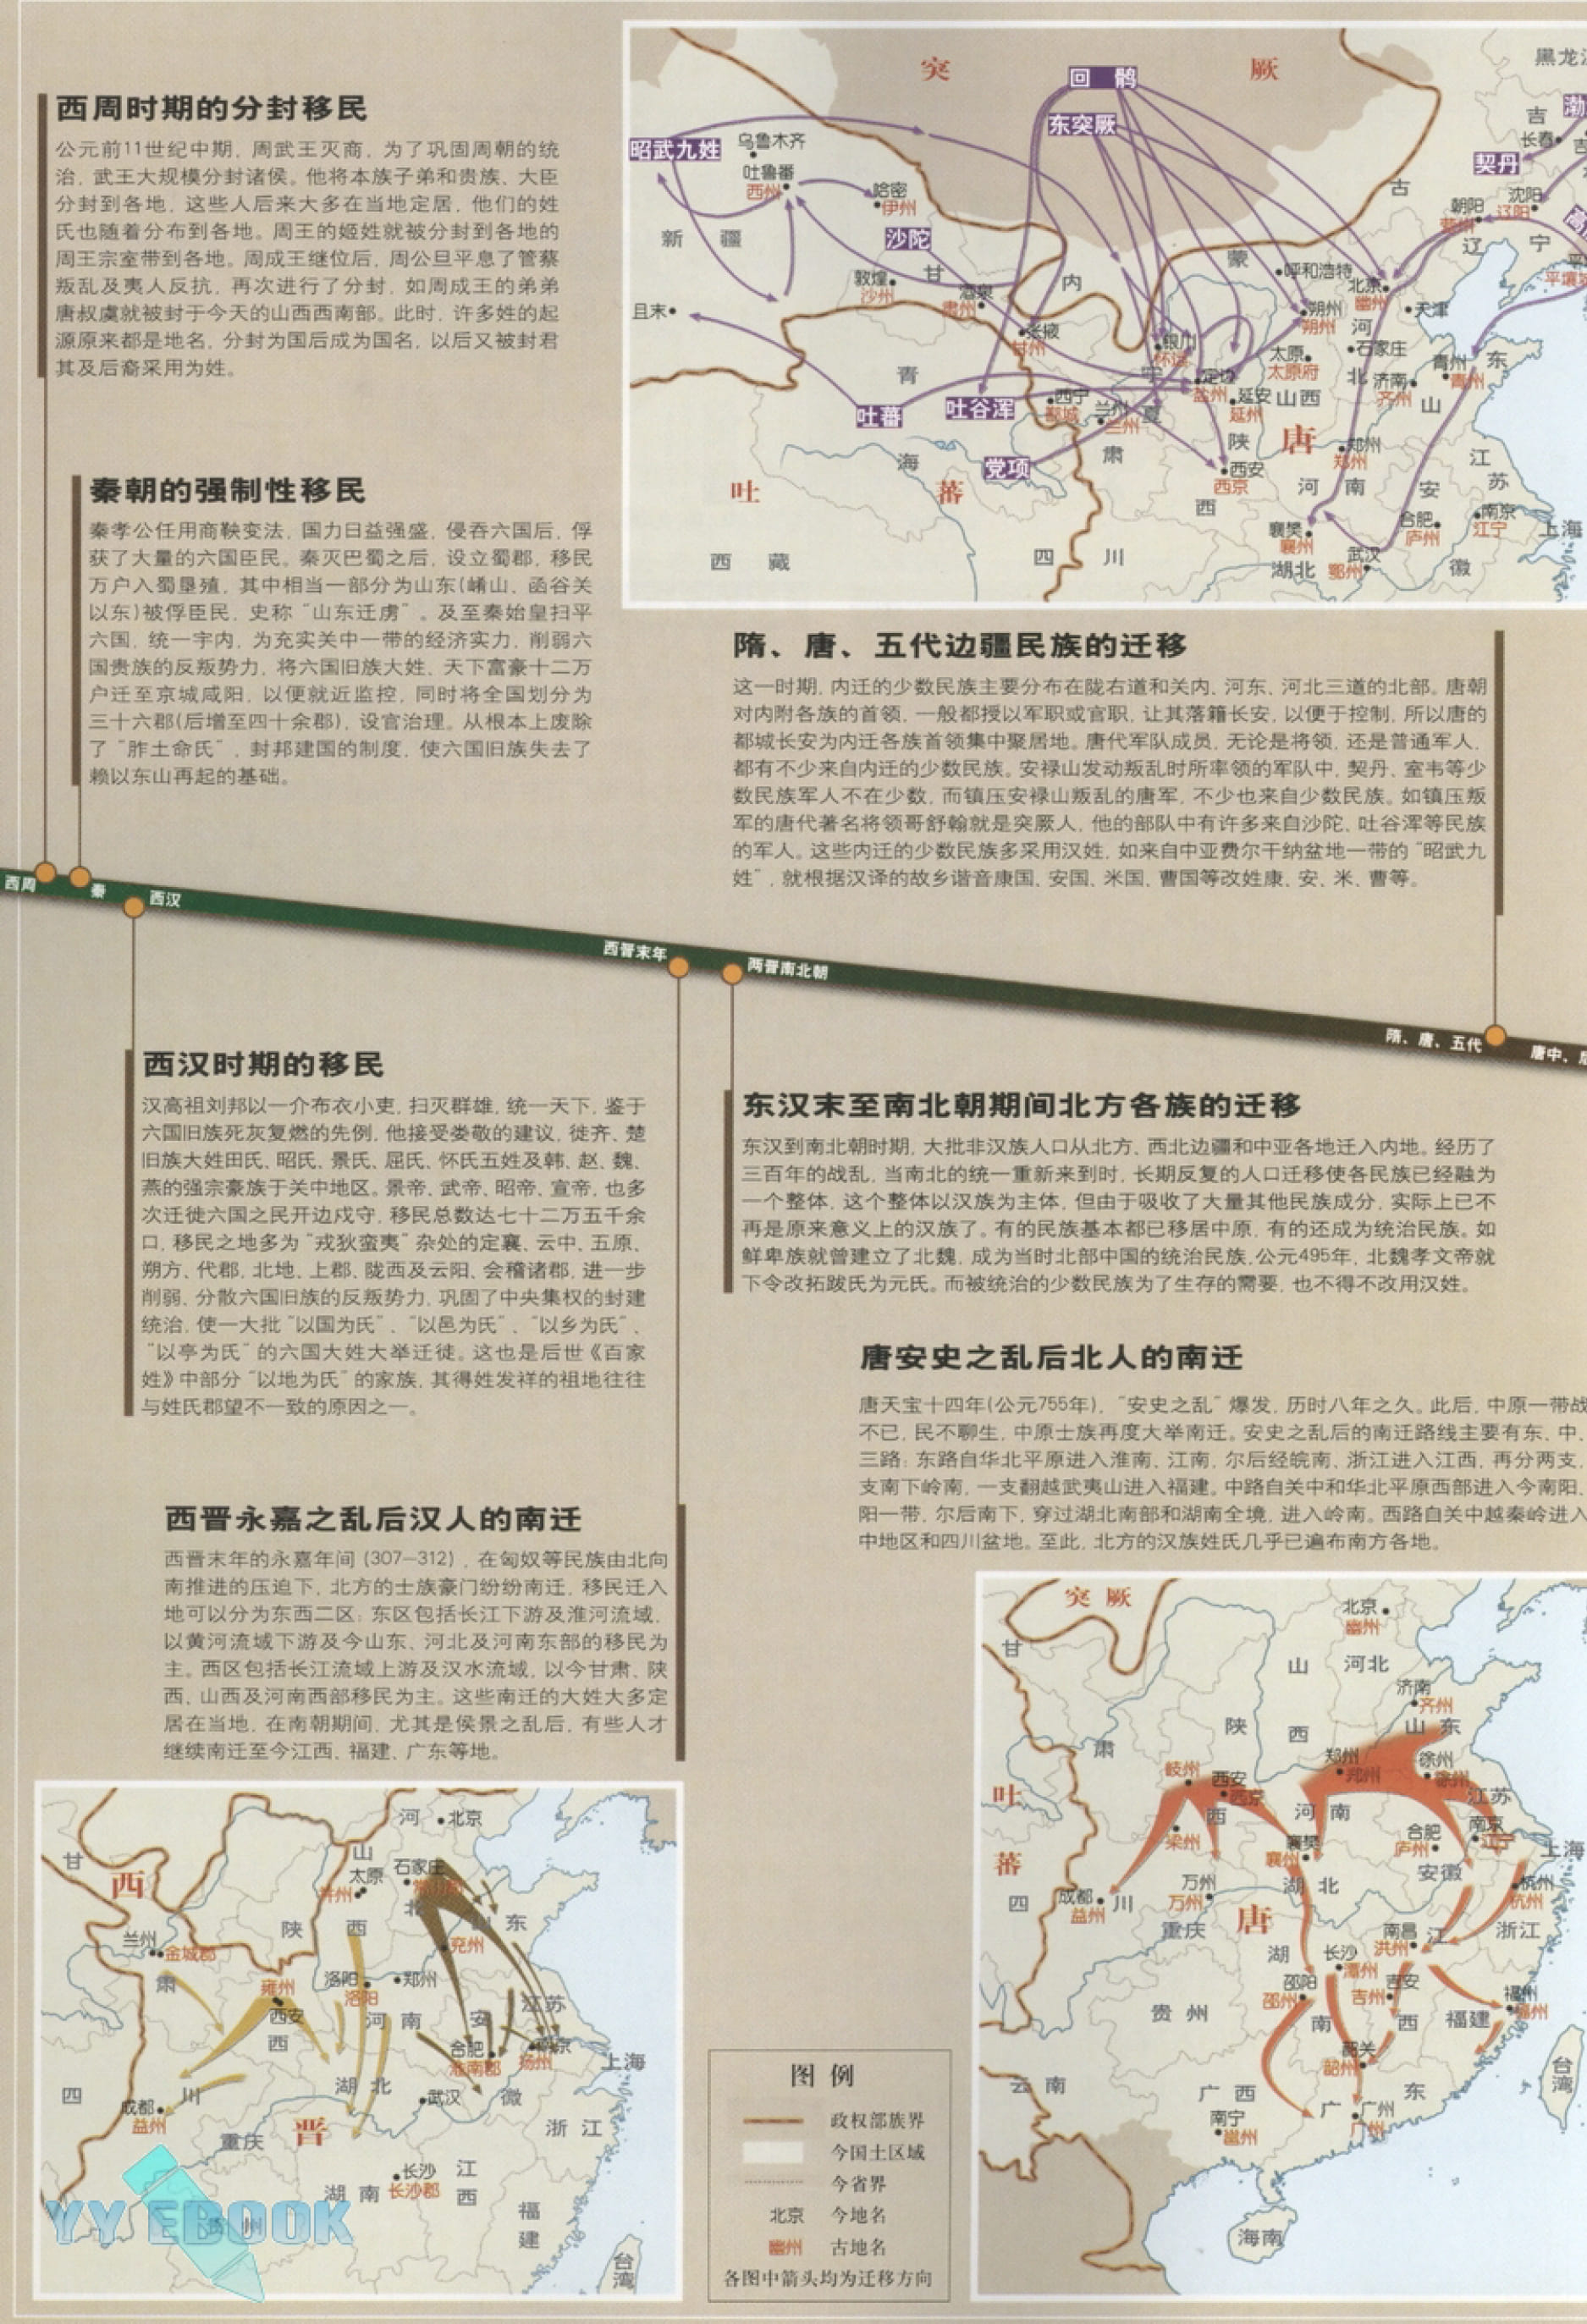 西周时期的分封移民
公元前11世纪中期，周武王灭商，为了巩固周朝的统
治，武王大规模分封诸侯。他将本族子弟和贵族、大臣
分封到各地，这些人后来大多在当地定居，他们的姓
氏也随着分布到各地。周王的姬姓就被分封到各地的
周王宗室带到各地。周成王继位后，周公旦平息了管蔡
叛乱及夷人反抗，再次进行了分封，如周成王的弟弟
唐叔虞就被封于今天的山西西南部。此时，许多姓的起
源原来都是地名，分封为国后成为国名，以后又被封君
其及后裔采用为姓。
秦朝的强制性移民
秦孝公任用商鞅变法，国力日益强盛，侵吞六国后，俘
获了大量的六国臣民。秦灭巴蜀之后，设立蜀郡，移民
万户入蜀垦殖，其中相当一部分为山东(崤山、函谷关
以东)被俘臣民，史称“山东迁虏”。及至秦始皇扫平
六国，统一宇内，为充实关中一带的经济实力，削弱六
国贵族的反叛势力，将六国旧族大姓、天下富豪十二万
户迁至京城咸阳，以便就近监控，同时将全国划分为
三十六郡(后增至四十余郡)，设官治理。从根本上废除
了“胙土命氏”，封邦建国的制度，使六国旧族失去了
赖以东山再起的基础。
突 厥
回 鹘
东突厥
昭武九姓
乌鲁木齐
吐鲁番
西州
哈密
伊州
沙陀
新 疆
甘
敦煌
沙州
酒泉
肃州
且末
张掖
甘州
内
蒙
古
呼和浩特
黑龙江
吉
长春
契丹
沈阳
辽阳
朝阳
辽 宁
北京
幽州
天津
朔州
朔州
河
北
石家庄
太原
太原府
济南
齐州
青州
青州
山
东
银川
怀远
宁
夏
定边
盐州
延安
延州
山西
青
海
吐蕃
吐谷浑
西宁
鄯城
兰州
兰州
党项
肃
陕
西
唐
西安
西京
郑州
郑州
河 南
江
苏
安
徽
吐 蕃
西 藏
四 川
襄樊
襄州
合肥
庐州
南京
江宁
上海
武汉
鄂州
湖北
隋、唐、五代边疆民族的迁移
这一时期，内迁的少数民族主要分布在陇右道和关内、河东、河北三道的北部。唐朝
对内附各族的首领，一般都授以军职或官职，让其落籍长安，以便于控制，所以唐的
都城长安为内迁各族首领集中聚居地。唐代军队成员，无论是将领，还是普通军人，
都有不少来自内迁的少数民族。安禄山发动叛乱时所率领的军队中，契丹、室韦等少
数民族军人不在少数，而镇压安禄山叛乱的唐军，不少也来自少数民族。如镇压叛
军的唐代著名将领哥舒翰就是突厥人，他的部队中有许多来自沙陀、吐谷浑等民族
的军人。这些内迁的少数民族多采用汉姓，如来自中亚费尔干纳盆地一带的“昭武九
姓”，就根据汉译的故乡谐音康国、安国、米国、曹国等改姓康、安、米、曹等。
西周
秦
西汉
西晋末年
两晋南北朝
隋、唐、五代
唐中、
西汉时期的移民
汉高祖刘邦以一介布衣小吏，扫灭群雄，统一天下，鉴于
六国旧族死灰复燃的先例，他接受娄敬的建议，徙齐、楚
旧族大姓田氏、昭氏、景氏、屈氏、怀氏五姓及韩、赵、魏、
燕的强宗豪族于关中地区。景帝、武帝、昭帝、宣帝，也多
次迁徙六国之民开边戍守，移民总数达七十二万五千余
口，移民之地多为“戎狄蛮夷”杂处的定襄、云中、五原、
朔方、代郡、北地、上郡、陇西及云阳、会稽诸郡，进一步
削弱、分散六国旧族的反叛势力，巩固了中央集权的封建
统治，使一大批“以国为氏”、“以邑为氏”、“以乡为氏”、
“以亭为氏”的六国大姓大举迁徙。这也是后世《百家
姓》中部分“以地为氏”的家族，其得姓发祥的祖地往往
与姓氏郡望不一致的原因之一。
东汉末至南北朝期间北方各族的迁移
东汉到南北朝时期，大批非汉族人口从北方、西北边疆和中亚各地迁入内地。经历了
三百年的战乱，当南北的统一重新来到时，长期反复的人口迁移使各民族已经融为
一个整体，这个整体以汉族为主体，但由于吸收了大量其他民族成分，实际上已不
再是原来意义上的汉族了。有的民族基本都已移居中原，有的还成为统治民族。如
鲜卑族就曾建立了北魏，成为当时北部中国的统治民族，公元495年，北魏孝文帝就
下令改拓跋氏为元氏。而被统治的少数民族为了生存的需要，也不得不改用汉姓。
唐安史之乱后北人的南迁
唐天宝十四年(公元755年)，“安史之乱”爆发，历时八年之久。此后，中原一带战
不已，民不聊生，中原士族再度大举南迁。安史之乱后的南迁路线主要有东、中、
三路：东路自华北平原进入淮南、江南，尔后经皖南、浙江进入江西，再分两支，
支南下岭南，一支翻越武夷山进入福建。中路自关中和华北平原西部进入今南阳、
阳一带，尔后南下，穿过湖北南部和湖南全境，进入岭南。西路自关中越秦岭进入
中地区和四川盆地。至此，北方的汉族姓氏几乎已遍布南方各地。
西晋永嘉之乱后汉人的南迁
西晋末年的永嘉年间 (307—312)，在匈奴等民族由北向
南推进的压迫下，北方的士族豪门纷纷南迁，移民迁入
地可以分为东西二区：东区包括长江下游及淮河流域，
以黄河流域下游及今山东、河北及河南东部的移民为
主。西区包括长江流域上游及汉水流域，以今甘肃、陕
西、山西及河南西部移民为主。这些南迁的大姓大多定
居在当地，在南朝期间，尤其是侯景之乱后，有些人才
继续南迁至今江西、福建、广东等地。
甘
肃
西
晋
河
北
北京
山
西
太原
并州
石家庄
陕
西
东
兰州
金城郡
兖州
雍州
西安
洛阳
洛阳
郑州
河 南
江苏
安
徽
合肥
淮南郡
南京
扬州
上海
四 川
成都
益州
湖 北
武汉
浙 江
重庆
长沙
长沙郡
湖 南
江
西
福
建
台
湾
YY EBOOK
图 例
政权部族界
今国土区域
今省界
北京 今地名
古地名
各图中箭头均为迁移方向
突 厥
甘
肃
北京
幽州
山
西
河北
济南
齐州
山 东
陕
西
吐
蕃
岐州
西安
西京
郑州
郑州
徐州
徐州
江苏
河 南
梁州
襄樊
襄州
合肥
庐州
南京
江宁
安徽
上海
四 川
成都
益州
万州
万州
重庆
湖 北
唐
杭州
杭州
浙江
南昌
洪州
江
西
湖
南
长沙
潭州
邵阳
邵州
吉安
吉州
福州
福州
福建
贵 州
韶关
韶州
云 南
广 西
南宁
邕州
广
东
广州
广州
台
湾
海南